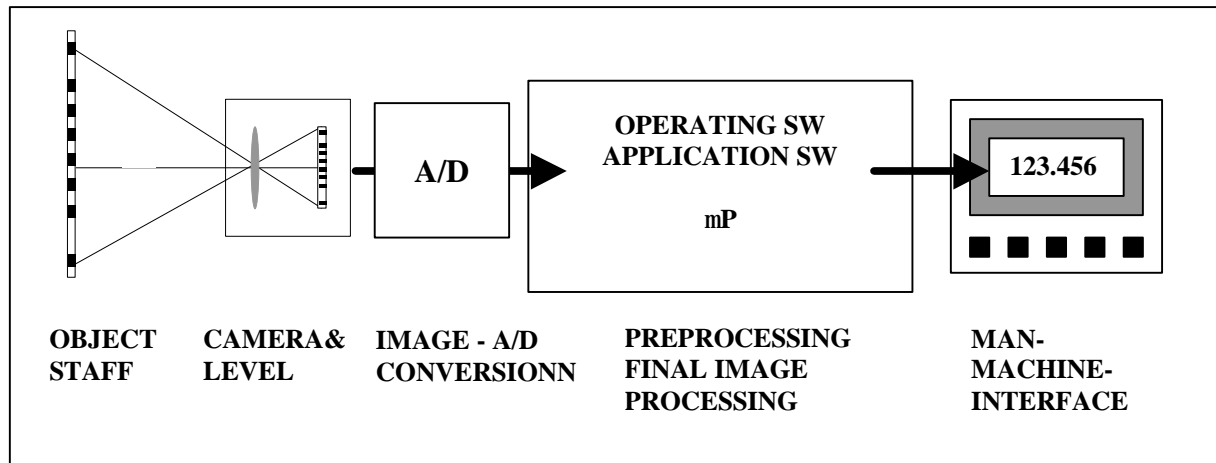 OPERATING SW
APPLICATION SW
mP
A/D
123.456
OBJECT
STAFF
CAMERA&
LEVEL
IMAGE - A/D
CONVERSIONN
PREPROCESSING
FINAL IMAGE
PROCESSING
MAN-
MACHINE-
INTERFACE